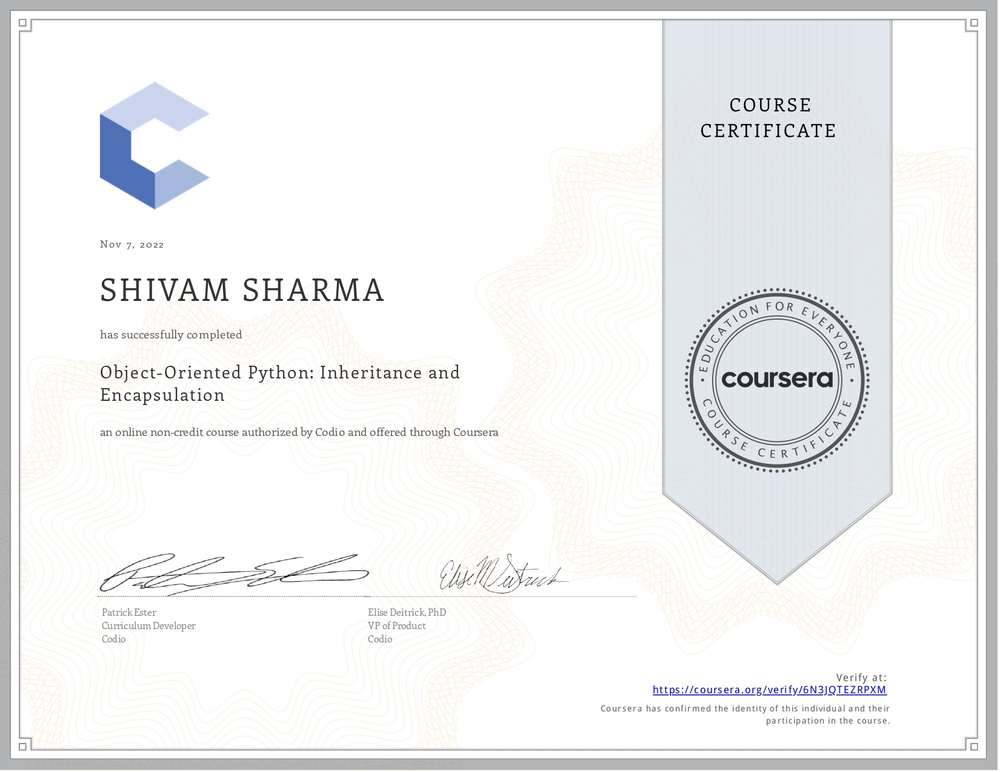 COURSE
CERTIFICATE
Nov 7, 2022
SHIVAM SHARMA
has successfully completed
Object-Oriented Python: Inheritance and
Encapsulation
an online non-credit course authorized by Codio and offered through Coursera
EDUCATION FOR EVERYONE
coursera
COURSE CERTIFICATE
Elise M Deitrick
Patrick Ester
Curriculum Developer
Codio
Elise Deitrick, PhD
VP of Product
Codio
Verify at:
https://coursera.org/verify/6N3JQTEZRPXM
Coursera has confirmed the identity of this individual and their
participation in the course.